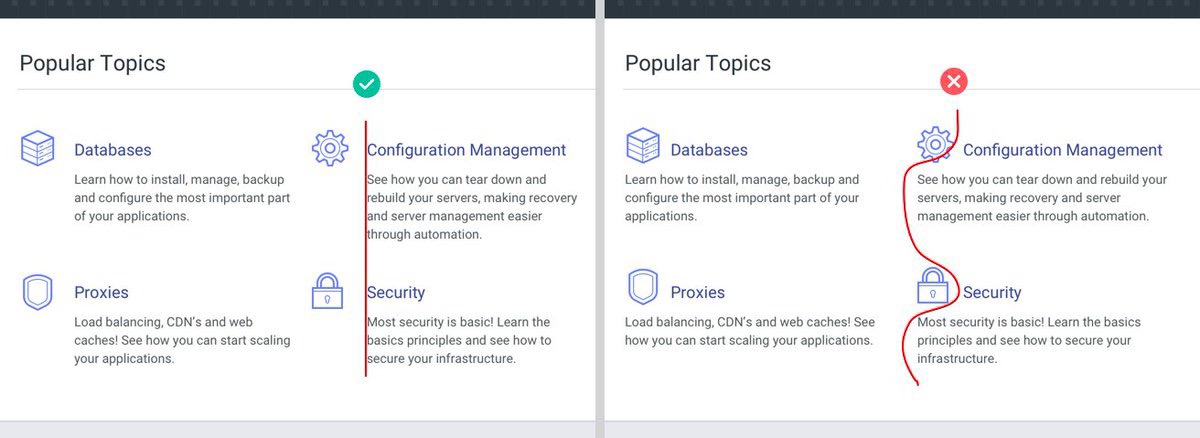 Popular Topics
Databases
Learn how to install, manage, backup
and configure the most important part
of your applications.
Configuration Management
See how you can tear down and
rebuild your servers, making recovery
and server management easier
through automation.
Proxies
Load balancing, CDN's and web
caches! See how you can start scaling
your applications.
Security
Most security is basic! Learn the
basics principles and see how to
secure your infrastructure.
Popular Topics
Databases
Learn how to install, manage, backup and
configure the most important part of your
applications.
Configuration Management
See how you can tear down and rebuild your
servers, making recovery and server
management easier through automation.
Proxies
Load balancing, CDN's and web caches! See
how you can start scaling your applications.
Security
Most security is basic! Learn the basics
principles and see how to secure your
infrastructure.